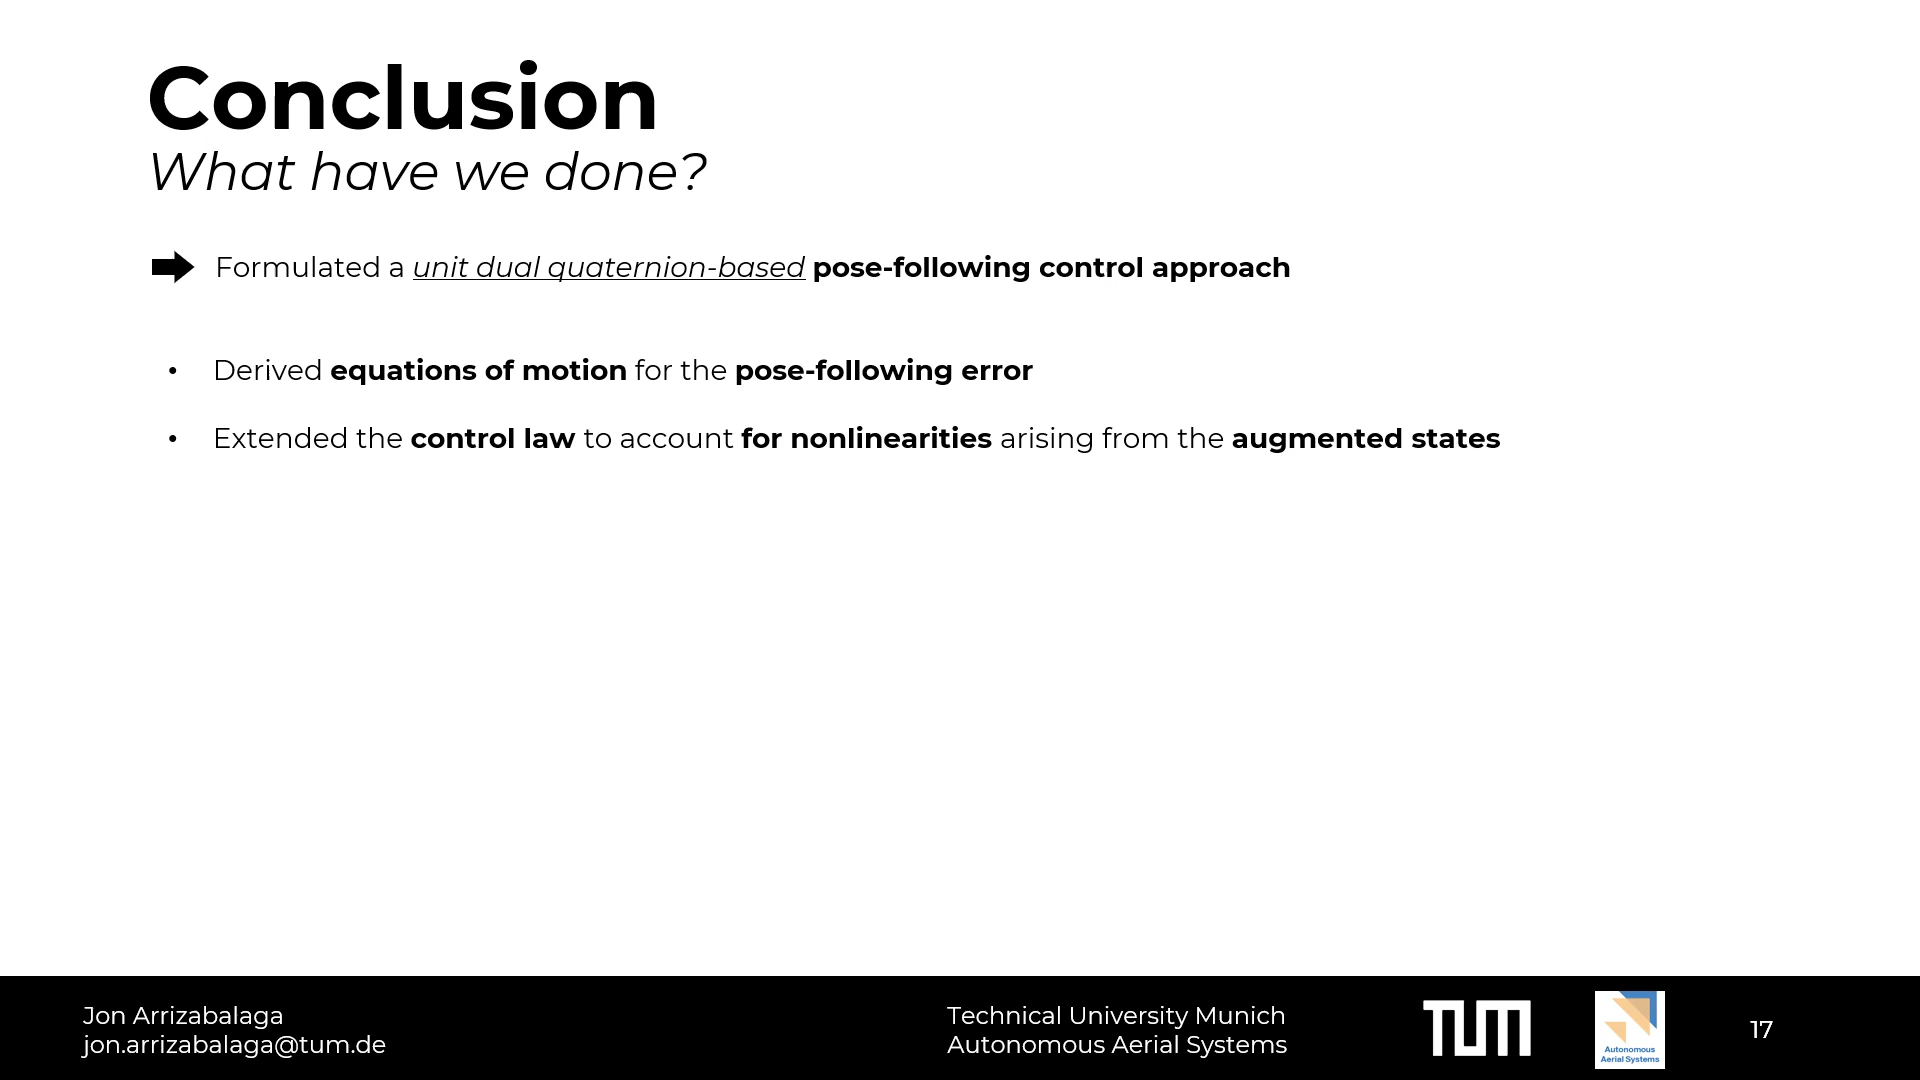 Conclusion
What have we done?
Formulated a unit dual quaternion-based pose-following control approach
• Derived equations of motion for the pose-following error
• Extended the control law to account for nonlinearities arising from the augmented states
Jon Arrizabalaga
jon.arrizabalaga@tum.de
Technical University Munich
Autonomous Aerial Systems
TUM
Autonomous
Aerial Systems
17